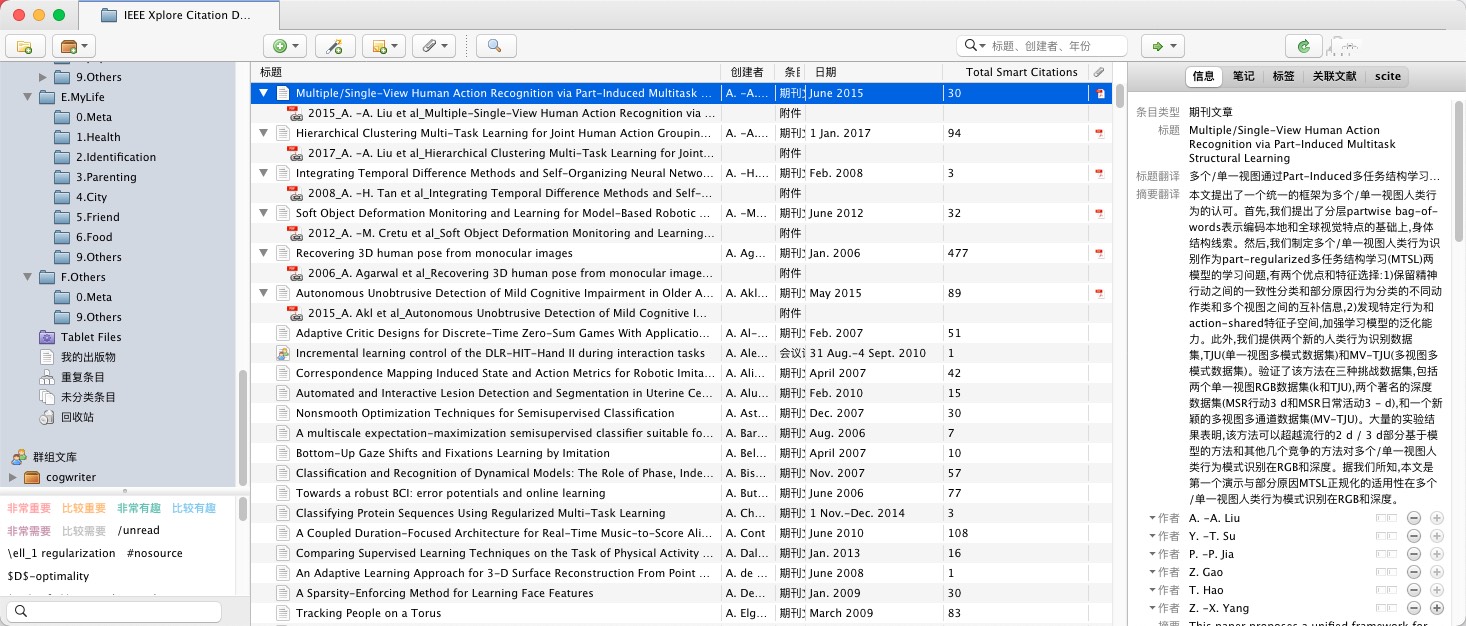 IEEE Xplore Citation D...
标题、创建者、年份
9.Others
E.MyLife
0.Meta
1.Health
2.Identification
3.Parenting
4.City
5.Friend
6.Food
9.Others
F.Others
0.Meta
9.Others
Tablet Files
我的出版物
重复条目
未分类条目
回收站
群组文库
cogwriter
非常重要 比较重要 非常有趣 比较有趣
非常需要 比较需要 /unread
\ell_1 regularization #nosource
$D$-optimality
标题 创建者 条目 日期 Total Smart Citations
Multiple/Single-View Human Action Recognition via Part-Induced Multitask ... A. -A.... 期刊文 June 2015 30
2015_A. -A. Liu et al_Multiple-Single-View Human Action Recognition via ... 附件
Hierarchical Clustering Multi-Task Learning for Joint Human Action Groupin... A. -A.... 期刊文 1 Jan. 2017 94
2017_A. -A. Liu et al_Hierarchical Clustering Multi-Task Learning for Joint... 附件
Integrating Temporal Difference Methods and Self-Organizing Neural Netwo... A. -H.... 期刊文 Feb. 2008 3
2008_A. -H. Tan et al_Integrating Temporal Difference Methods and Self-... 附件
Soft Object Deformation Monitoring and Learning for Model-Based Robotic ... A. -M... 期刊文 June 2012 32
2012_A. -M. Cretu et al_Soft Object Deformation Monitoring and Learning... 附件
Recovering 3D human pose from monocular images A. Ag... 期刊文 Jan. 2006 477
2006_A. Agarwal et al_Recovering 3D human pose from monocular image... 附件
Autonomous Unobtrusive Detection of Mild Cognitive Impairment in Older A... A. Akl... 期刊文 May 2015 89
2015_A. Akl et al_Autonomous Unobtrusive Detection of Mild Cognitive I... 附件
Adaptive Critic Designs for Discrete-Time Zero-Sum Games With Applicatio... A. Al-... 期刊文 Feb. 2007 51
Incremental learning control of the DLR-HIT-Hand II during interaction tasks A. Ale... 会议论 31 Aug.-4 Sept. 2010 1
Correspondence Mapping Induced State and Action Metrics for Robotic Imita... A. Ali... 期刊文 April 2007 42
Automated and Interactive Lesion Detection and Segmentation in Uterine Ce... A. Alu... 期刊文 Feb. 2010 15
Nonsmooth Optimization Techniques for Semisupervised Classification A. Ast... 期刊文 Dec. 2007 30
A multiscale expectation-maximization semisupervised classifier suitable fo... A. Bar... 期刊文 Aug. 2006 7
Bottom-Up Gaze Shifts and Fixations Learning by Imitation A. Bel... 期刊文 April 2007 10
Classification and Recognition of Dynamical Models: The Role of Phase, Inde... A. Bis... 期刊文 Nov. 2007 57
Towards a robust BCI: error potentials and online learning A. But... 期刊文 June 2006 77
Classifying Protein Sequences Using Regularized Multi-Task Learning A. Ch... 期刊文 1 Nov.-Dec. 2014 3
A Coupled Duration-Focused Architecture for Real-Time Music-to-Score Ali... A. Cont 期刊文 June 2010 108
Comparing Supervised Learning Techniques on the Task of Physical Activity ... A. Dal... 期刊文 Jan. 2013 16
An Adaptive Learning Approach for 3-D Surface Reconstruction From Point ... A. de ... 期刊文 June 2008 1
A Sparsity-Enforcing Method for Learning Face Features A. De... 期刊文 Jan. 2009 30
Tracking People on a Torus A. Elg... 期刊文 March 2009 83
信息 笔记 标签 关联文献 scite
条目类型 期刊文章
标题 Multiple/Single-View Human Action
Recognition via Part-Induced Multitask
Structural Learning
标题翻译 多个/单一视图通过Part-Induced多任务结构学习...
摘要翻译 本文提出了一个统一的框架为多个/单一视图人类行
为的认可。首先,我们提出了分层partwise bag-of-
words表示编码本地和全球视觉特点的基础上,身体
结构线索。然后,我们制定多个/单一视图人类行为识
别作为part-regularized多任务结构学习(MTSL)两
模型的学习问题,有两个优点和特征选择:1)保留精神
行动之间的一致性分类和部分原因行为分类的不同动
作类和多个视图之间的互补信息,2)发现特定行为和
action-shared特征子空间,加强学习模型的泛化能
力。此外,我们提供两个新的人类行为识别数据
集,TJU(单一视图多模式数据集)和MV-TJU(多视图多
模式数据集)。验证了该方法在三种挑战数据集,包括
两个单一视图RGB数据集(k和TJU),两个著名的深度
数据集(MSR行动3 d和MSR日常活动3 - d),和一个新
颖的多视图多通道数据集(MV-TJU)。大量的实验结
果表明,该方法可以超越流行的2 d / 3 d部分基于模
型的方法和其他几个竞争的方法对多个/单一视图人
类行为模式识别在RGB和深度。据我们所知,本文是
第一个演示与部分原因MTSL正规化的适用性在多个
/单一视图人类行为模式识别在RGB和深度。
作者 A. -A. Liu
作者 Y. -T. Su
作者 P. -P. Jia
作者 Z. Gao
作者 T. Hao
作者 Z. -X. Yang
摘要 This paper proposes a unified framework for